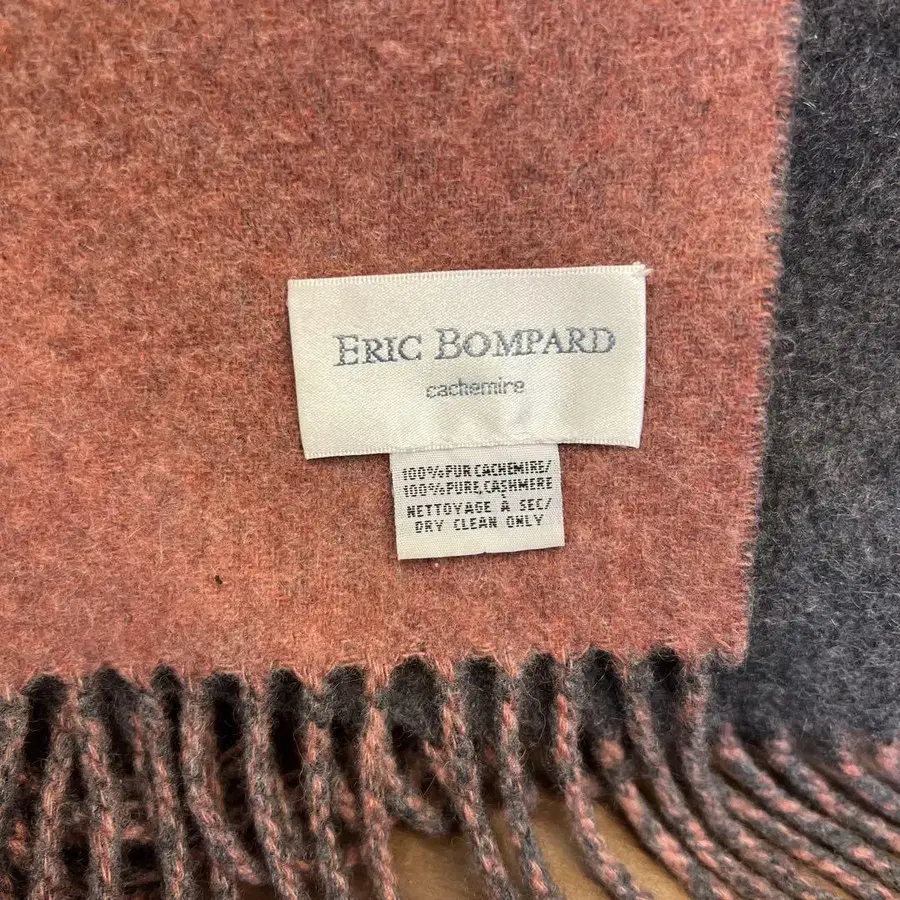 ERIC BOMPARD
cachemire
100% PUR CACHEMIRE/
100% PURE CASHMERE
NETTOYAGE À SEC/
DRY CLEAN ONLY